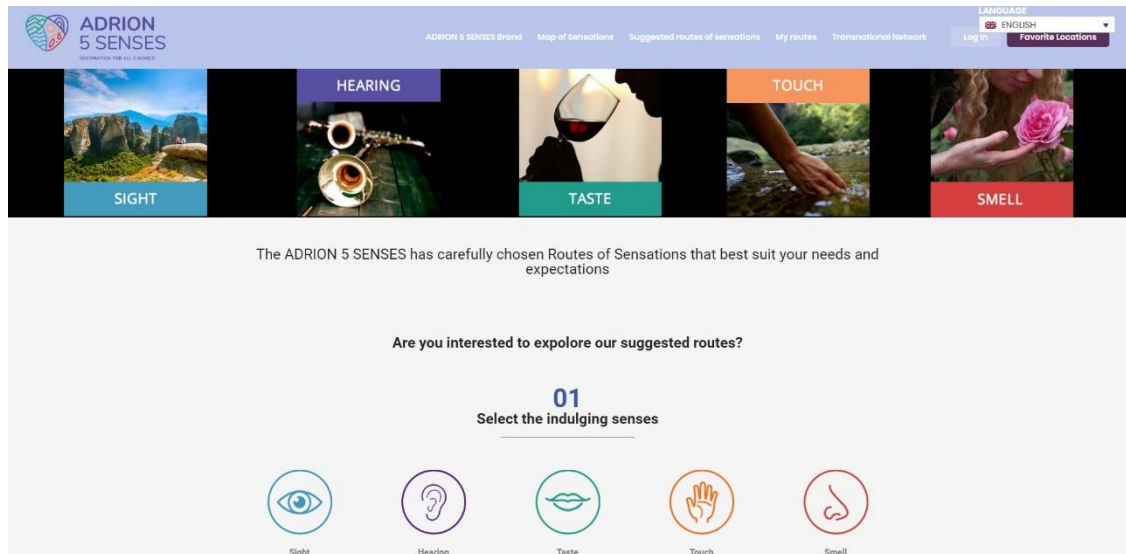 ADRION
5 SENSES
DESTINATION FOR ALL 5 SENSES
ADRION 5 SENSES Brand Map of Sensations Suggested routes of sensations My routes Transnational Network
LANGUAGE
ENGLISH
Log In Favorite Locations
SIGHT
HEARING
TASTE
TOUCH
SMELL
The ADRION 5 SENSES has carefully chosen Routes of Sensations that best suit your needs and
expectations
Are you interested to expolore our suggested routes?
01
Select the indulging senses
Sight Hearing Taste Touch Smell